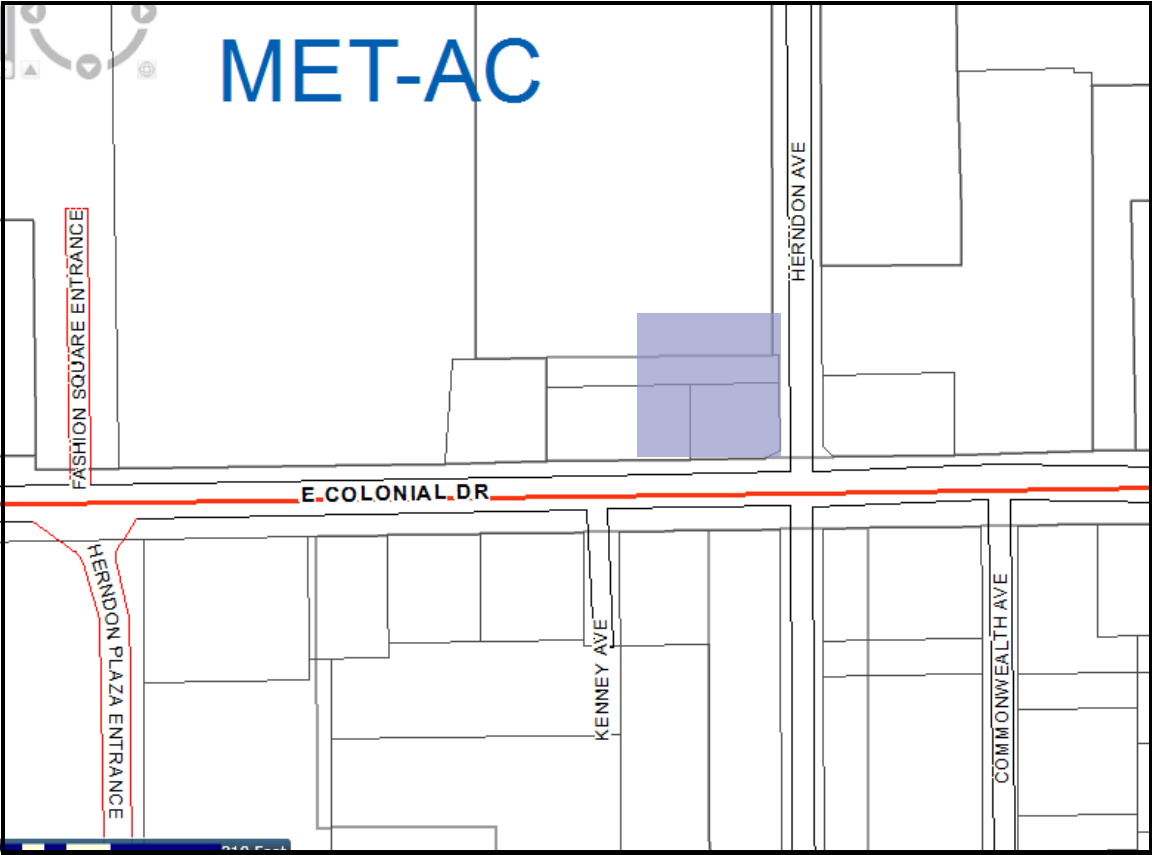 MET-AC
HERNDON AVE
FASHION SQUARE ENTRANCE
E COLONIAL DR
HERNDON PLAZA ENTRANCE
KENNEY AVE
COMMONWEALTH AVE